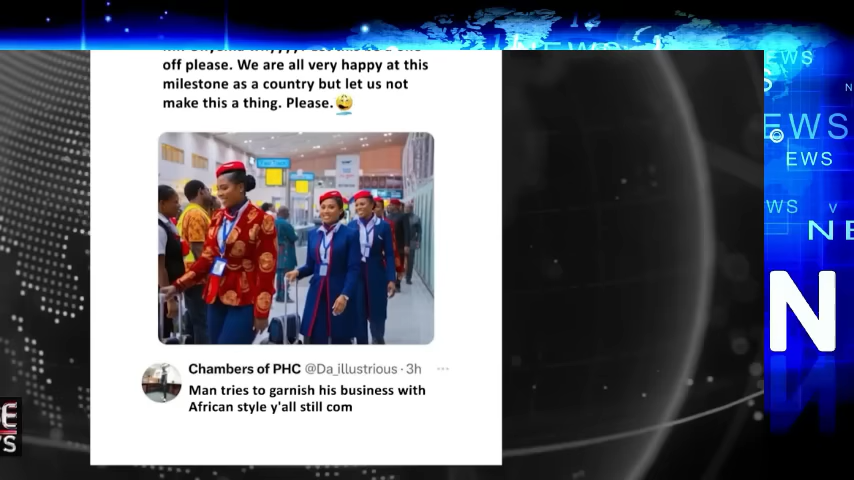 off please. We are all very happy at this
milestone as a country but let us not
make this a thing. Please.
Chambers of PHC @Da_illustrious · 3h
Man tries to garnish his business with
African style y'all still com
EWS
EWS
EWS
WS
NE
N